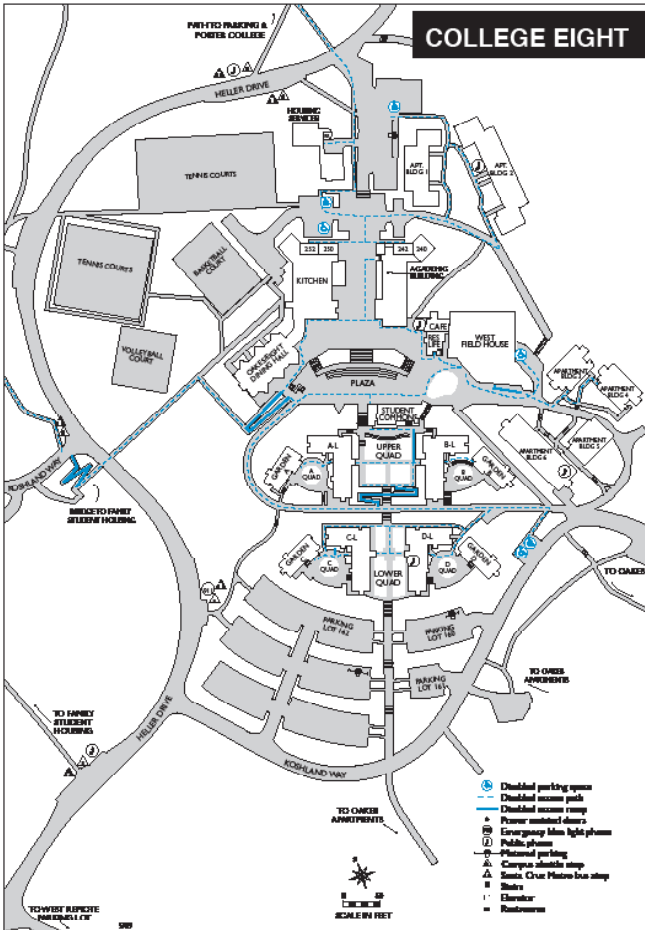 COLLEGE EIGHT
PATH TO PARKING &
PORTER COLLEGE
HELLER DRIVE
HOUSING
SERVICES
APT.
BLDG 1
APT.
BLDG 2
TENNIS COURTS
252 250
242 240
TENNIS COURTS
BASKETBALL
COURT
KITCHEN
ACADEMIC
BUILDING
VOLLEYBALL
COURT
OAKES/EIGHT
DINING HALL
CAFE
RES
LIFE
WEST
FIELD HOUSE
PLAZA
STUDENT
COMMONS
APARTMENT
APARTMENT
BLDG 4
APARTMENT
BLDG 5
APARTMENT
BLDG 6
A-L
UPPER
QUAD
B-L
GARDEN
A
QUAD
B
QUAD
GARDEN
KOSHLAND WAY
BRIDGE TO FAMILY
STUDENT HOUSING
C-L
D-L
GARDEN
C
QUAD
LOWER
QUAD
D
QUAD
GARDEN
TO OAKES
PARKING
LOT 162
PARKING
LOT 160
PARKING
LOT 161
TO OAKES
APARTMENTS
TO FAMILY
STUDENT
HOUSING
HELLER DRIVE
KOSHLAND WAY
TO OAKES
APARTMENTS
Disabled parking space
Disabled access path
Disabled access ramp
Power assisted doors
Emergency blue light phones
Public phones
Metered parking
Campus shuttle stop
Santa Cruz Metro bus stop
Stairs
Elevator
Restrooms
SCALE IN FEET
TO WEST REMOTE
PARKING LOT